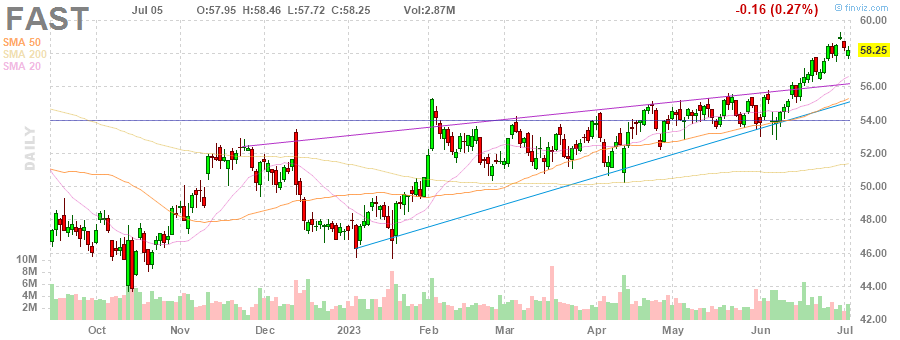 FAST Jul 05 O:57.95 H:58.46 L:57.72 C:58.25 Vol:2.87M -0.16 (0.27%) © finviz.com
SMA 50
SMA 200
SMA 20
DAILY
60.00
58.25
56.00
54.00
52.00
50.00
48.00
46.00
44.00
42.00
10M
8M
6M
4M
2M
Oct Nov Dec 2023 Feb Mar Apr May Jun Jul